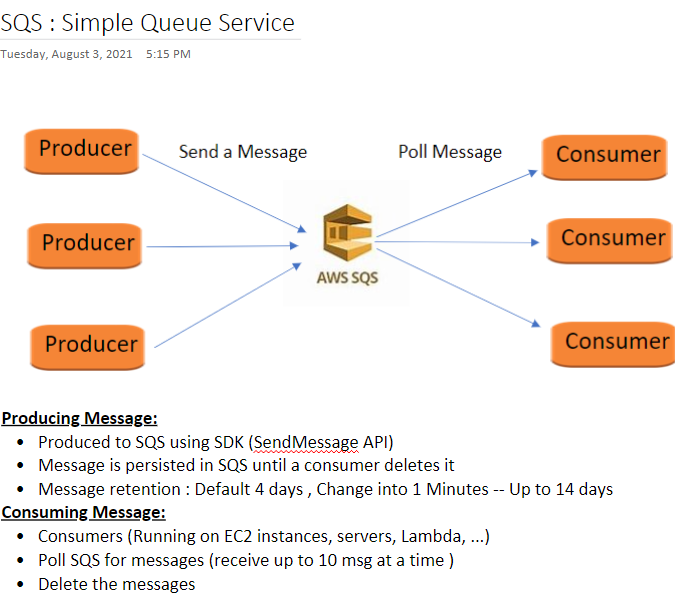 SQS : Simple Queue Service
Tuesday, August 3, 2021 5:15 PM
Producer
Send a Message
Poll Message
Consumer
Producer
Consumer
AWS SQS
Producer
Consumer
Producing Message:
• Produced to SQS using SDK (SendMessage API)
• Message is persisted in SQS until a consumer deletes it
• Message retention : Default 4 days , Change into 1 Minutes -- Up to 14 days
Consuming Message:
• Consumers (Running on EC2 instances, servers, Lambda, ...)
• Poll SQS for messages (receive up to 10 msg at a time )
• Delete the messages